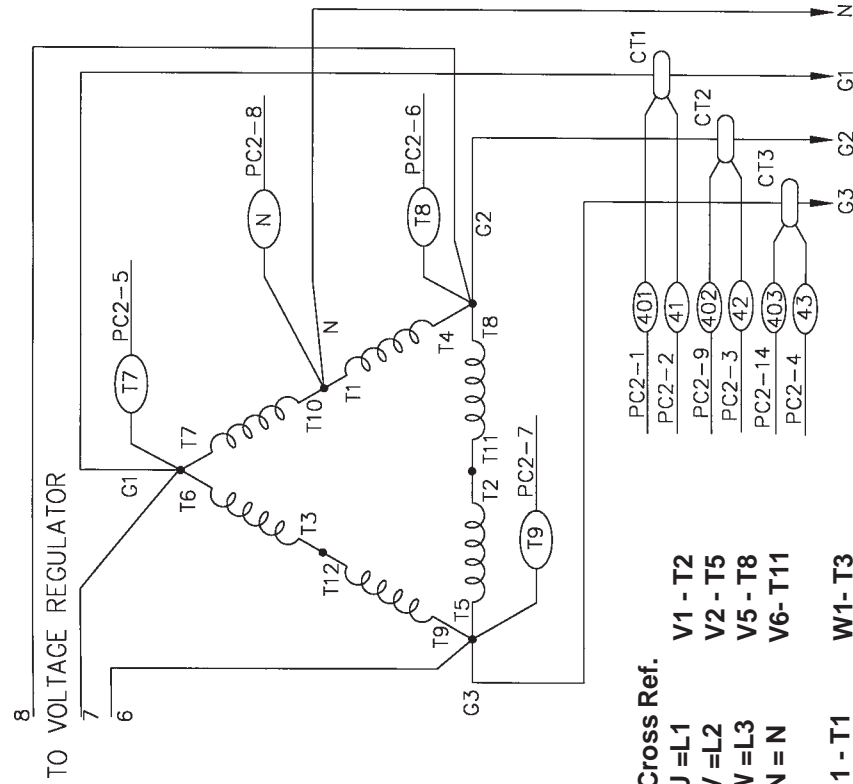 8
TO VOLTAGE REGULATOR
7
6
G1
T7
PC2-5
T7
T6
N
PC2-8
N
T10
T1
T3
T12
T8
PC2-6
T4
G2
T8
T11
T2
T5
T9
G3
T9
PC2-7
CT1
CT2
CT3
PC2-1 401
PC2-2 41
PC2-9 402
PC2-3 42
PC2-14 403
PC2-4 43
N
G1
G2
G3
Cross Ref.
=L1 V1 - T2
=L2 V2 - T5
=L3 V5 - T8
N = N V6- T11
1 - T1 W1- T3